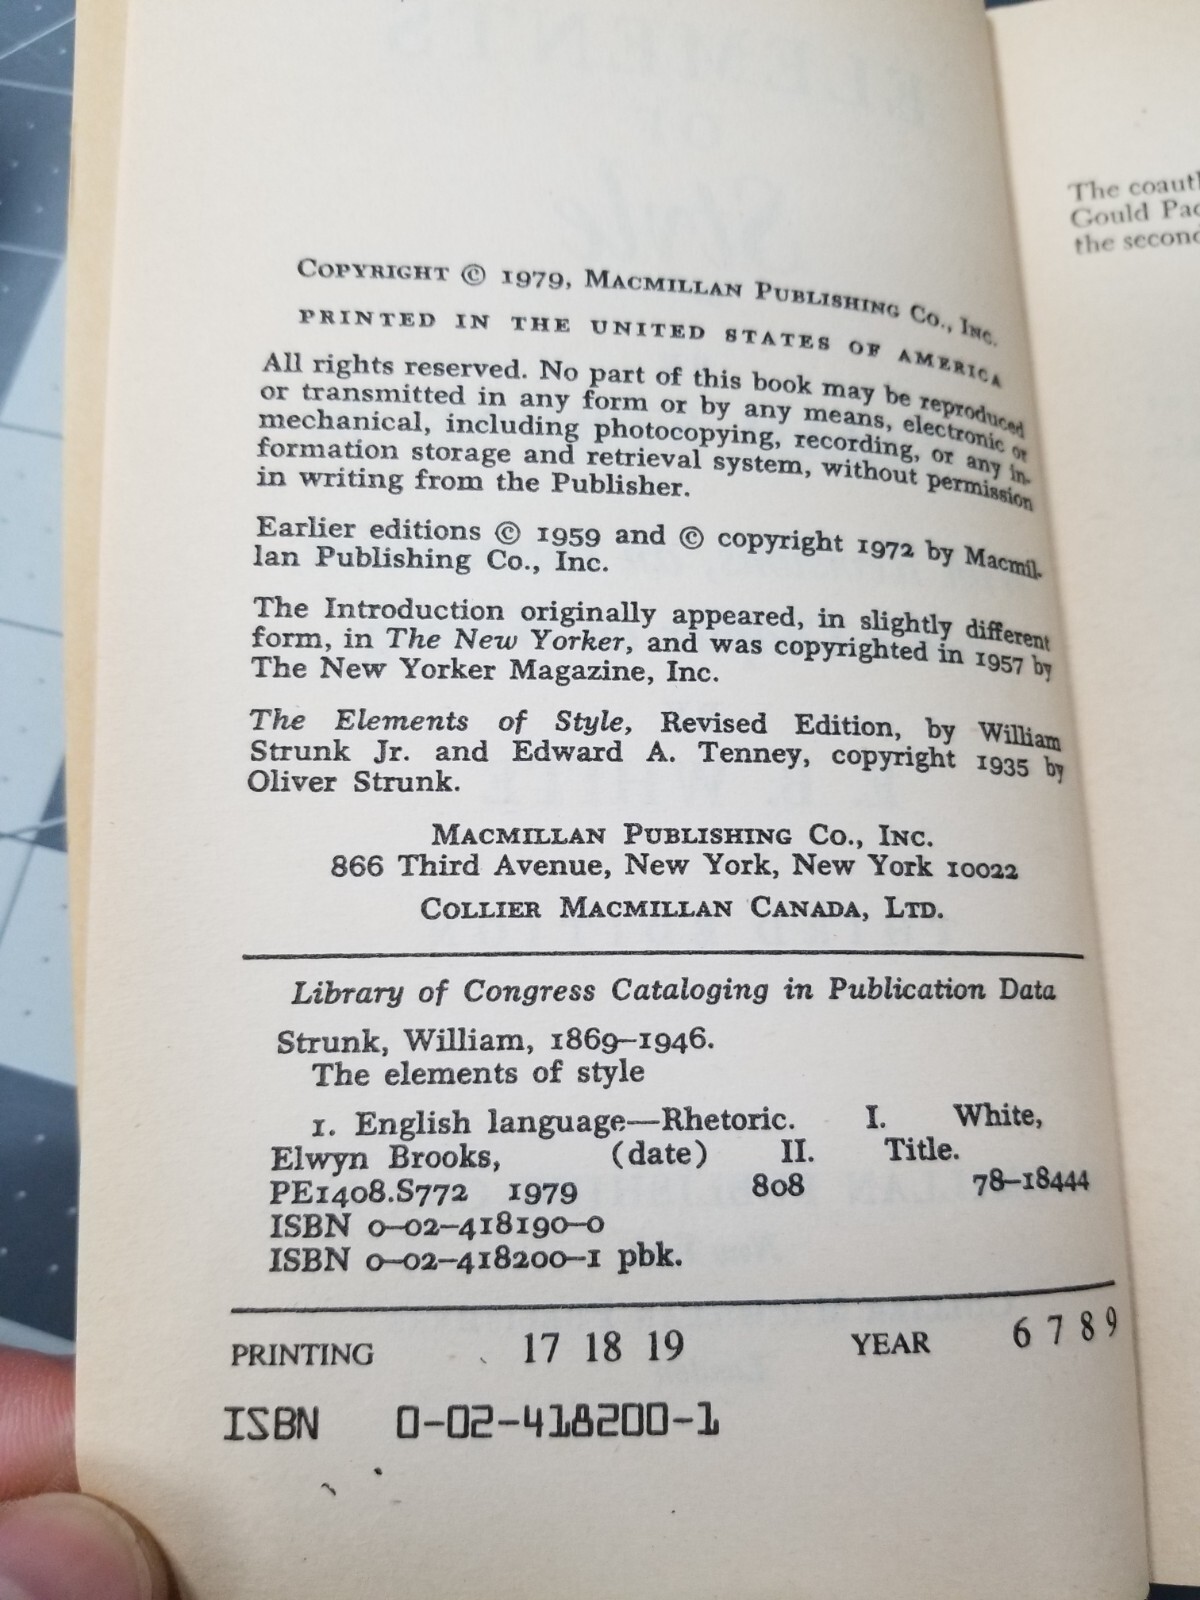 COPYRIGHT © 1979, MACMILLAN PUBLISHING CO., INC.
PRINTED IN THE UNITED STATES OF AMERICA
All rights reserved. No part of this book may be reproduced
or transmitted in any form or by any means, electronic or
mechanical, including photocopying, recording, or any in-
formation storage and retrieval system, without permission
in writing from the Publisher.
Earlier editions © 1959 and © copyright 1972 by Macmil-
lan Publishing Co., Inc.
The Introduction originally appeared, in slightly different
form, in The New Yorker, and was copyrighted in 1957 by
The New Yorker Magazine, Inc.
The Elements of Style, Revised Edition, by William
Strunk Jr. and Edward A. Tenney, copyright 1935 by
Oliver Strunk.
MACMILLAN PUBLISHING CO., INC.
866 Third Avenue, New York, New York 10022
COLLIER MACMILLAN CANADA, LTD.
Library of Congress Cataloging in Publication Data
Strunk, William, 1869–1946.
The elements of style
1. English language—Rhetoric. I. White,
Elwyn Brooks, (date) II. Title.
PE1408.S772 1979 808 78–18444
ISBN 0–02–418190–0
ISBN 0–02–418200–1 pbk.
PRINTING 17 18 19 YEAR 6 7 8 9
ISBN 0-02-418200-1
The
Gould
the second